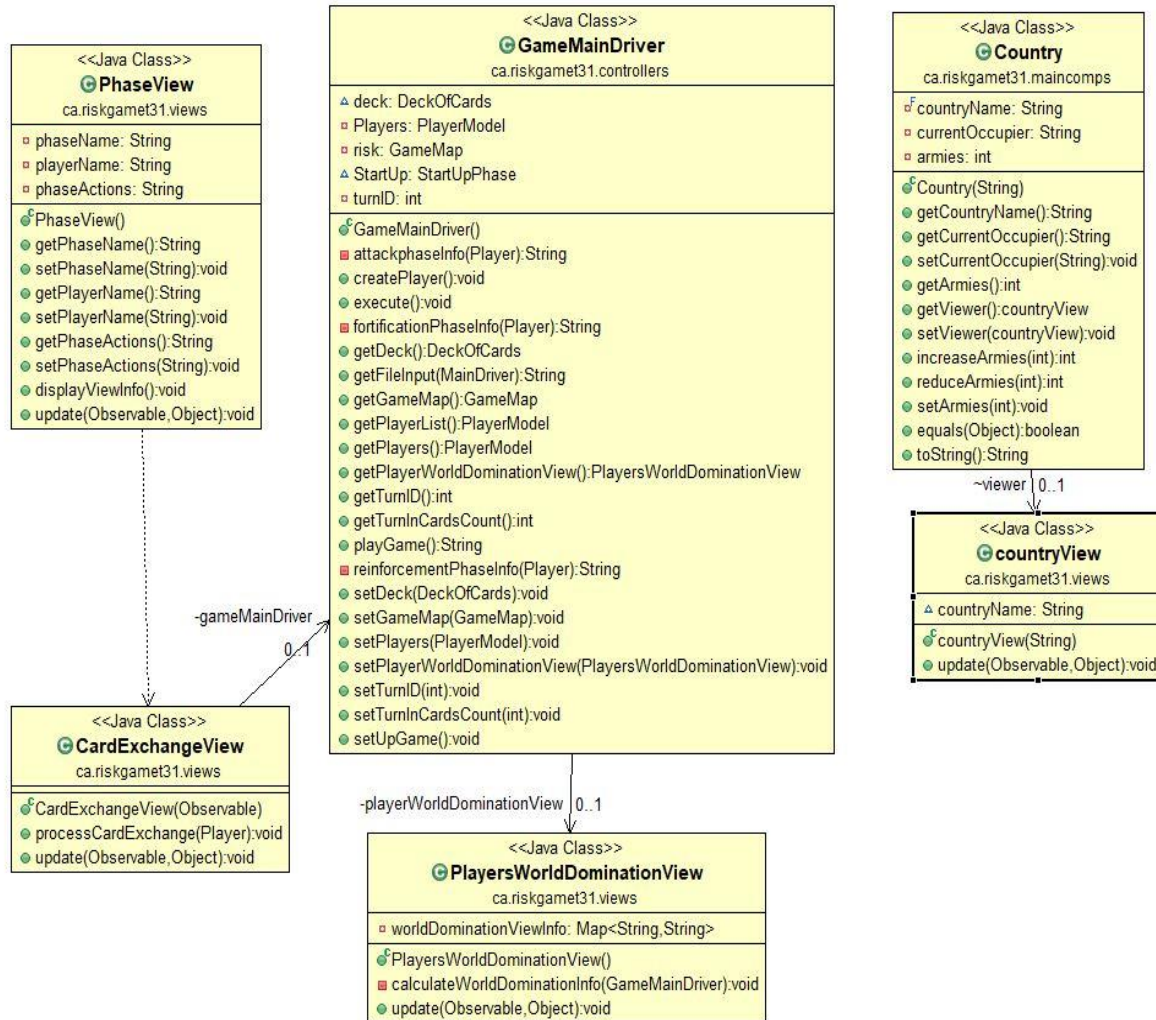 <<Java Class>>
PhaseView
ca.riskgamet31.views
phaseName: String
playerName: String
phaseActions: String
PhaseView()
getPhaseName():String
setPhaseName(String):void
getPlayerName():String
setPlayerName(String):void
getPhaseActions():String
setPhaseActions(String):void
displayViewInfo():void
update(Observable,Object):void
<<Java Class>>
GameMainDriver
ca.riskgamet31.controllers
deck: DeckOfCards
Players: PlayerModel
risk: GameMap
StartUp: StartUpPhase
turnID: int
GameMainDriver()
attackphaseInfo(Player):String
createPlayer():void
execute():void
fortificationPhaseInfo(Player):String
getDeck():DeckOfCards
getFileInput(MainDriver):String
getGameMap():GameMap
getPlayerList():PlayerModel
getPlayers():PlayerModel
getPlayerWorldDominationView():PlayersWorldDominationView
getTurnID():int
getTurnInCardsCount():int
playGame():String
reinforcementPhaseInfo(Player):String
setDeck(DeckOfCards):void
setGameMap(GameMap):void
setPlayers(PlayerModel):void
setPlayerWorldDominationView(PlayersWorldDominationView):void
setTurnID(int):void
setTurnInCardsCount(int):void
setUpGame():void
<<Java Class>>
Country
ca.riskgamet31.maincomps
countryName: String
currentOccupier: String
armies: int
Country(String)
getCountryName():String
getCurrentOccupier():String
setCurrentOccupier(String):void
getArmies():int
getViewer():countryView
setViewer(countryView):void
increaseArmies(int):int
reduceArmies(int):int
setArmies(int):void
equals(Object):boolean
toString():String
~viewer 0..1
<<Java Class>>
countryView
ca.riskgamet31.views
countryName: String
countryView(String)
update(Observable,Object):void
-gameMainDriver
0..1
<<Java Class>>
CardExchangeView
ca.riskgamet31.views
CardExchangeView(Observable)
processCardExchange(Player):void
update(Observable,Object):void
-playerWorldDominationView 0..1
<<Java Class>>
PlayersWorldDominationView
ca.riskgamet31.views
worldDominationViewInfo: Map<String,String>
PlayersWorldDominationView()
calculateWorldDominationInfo(GameMainDriver):void
update(Observable,Object):void